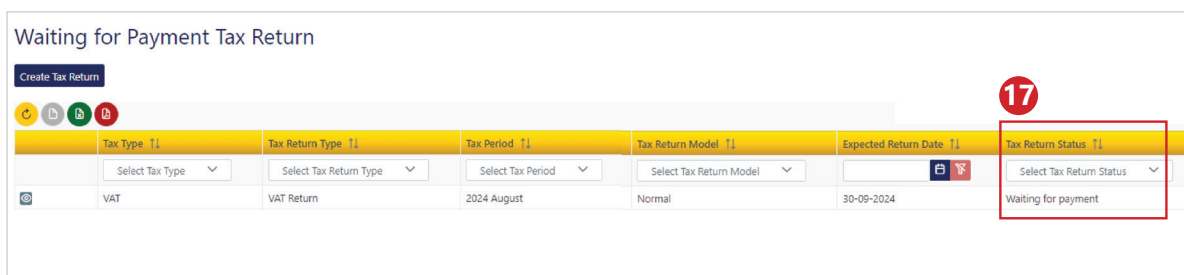 Waiting for Payment Tax Return
Create Tax Return
17
Tax Type Tax Return Type Tax Period Tax Return Model Expected Return Date Tax Return Status
Select Tax Type Select Tax Return Type Select Tax Period Select Tax Return Model Select Tax Return Status
VAT VAT Return 2024 August Normal 30-09-2024 Waiting for payment